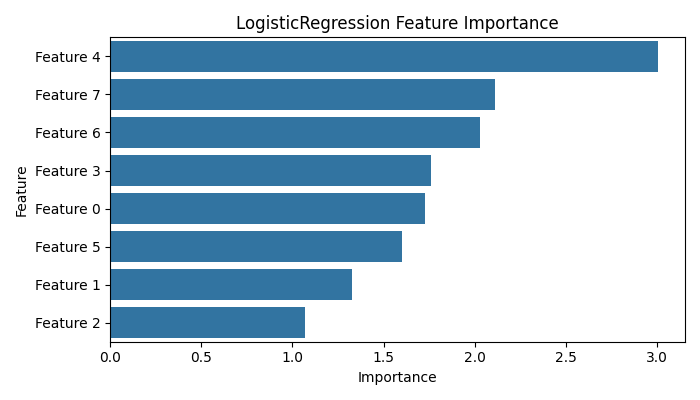 LogisticRegression Feature Importance
Feature 4
Feature 7
Feature 6
Feature 3
Feature 0
Feature 5
Feature 1
Feature 2
Feature
0.0 0.5 1.0 1.5 2.0 2.5 3.0
Importance